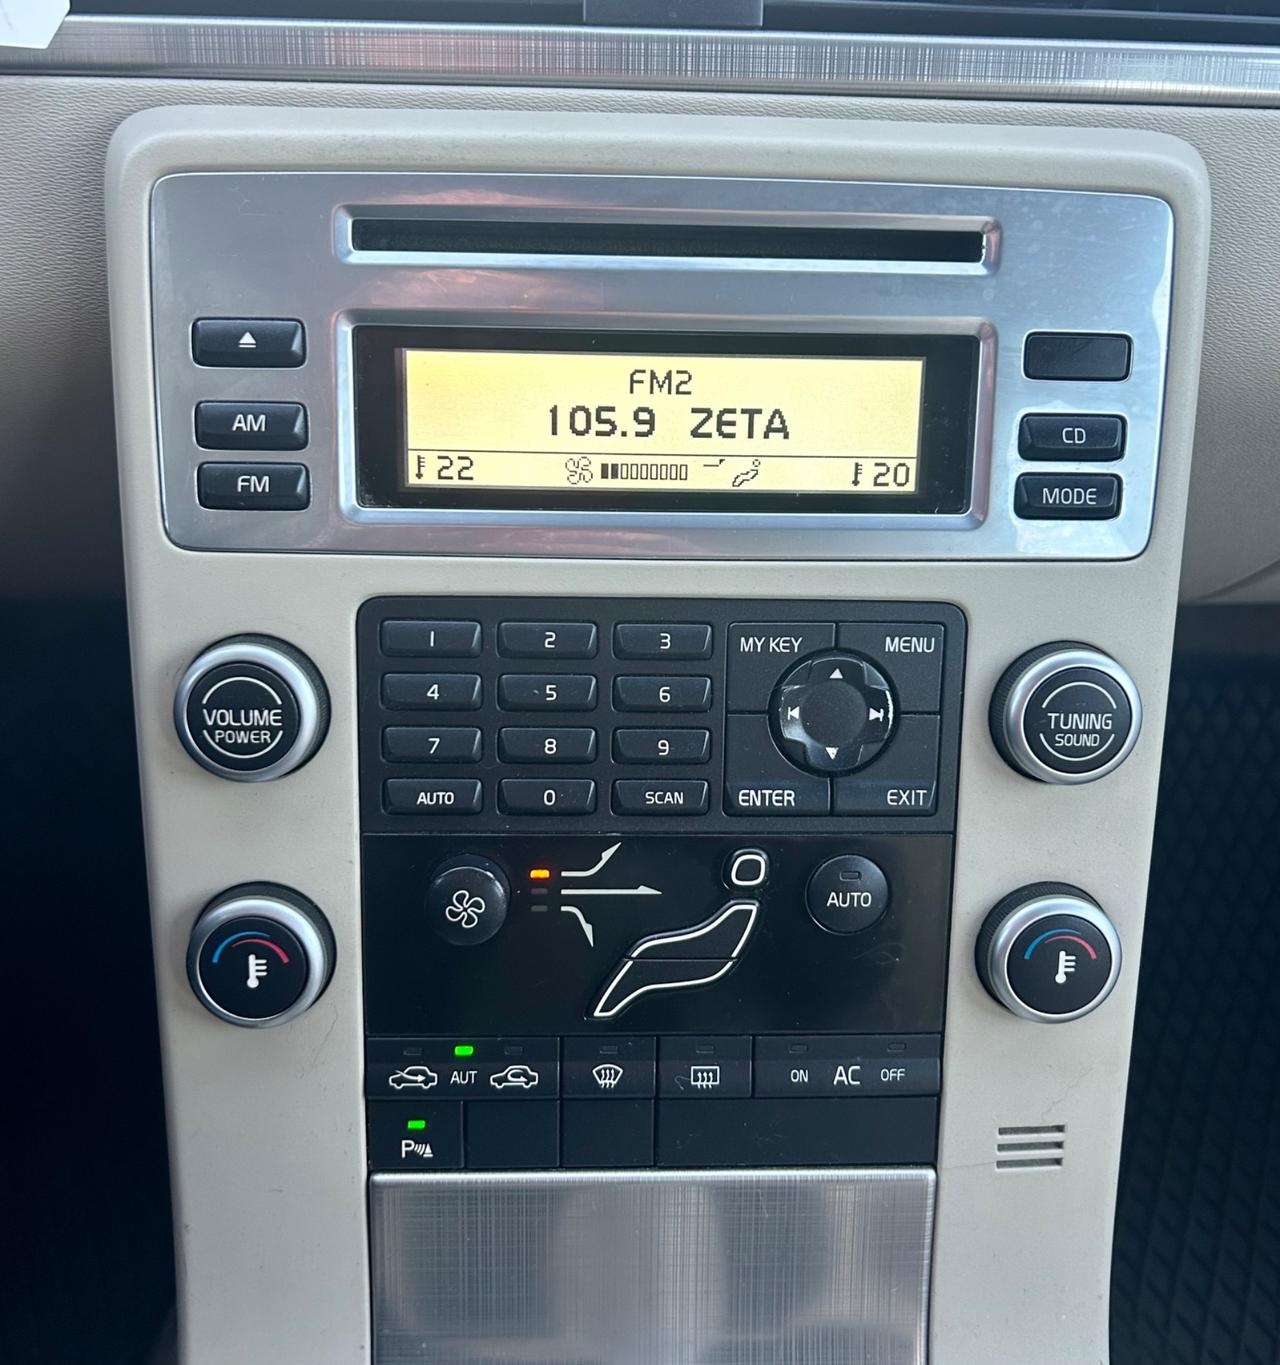 FM2
105.9 ZETA
22
20
AM
FM
CD
MODE
VOLUME
POWER
1 2 3
4 5 6
7 8 9
AUTO 0 SCAN
MY KEY MENU
ENTER EXIT
TUNING
SOUND
AUTO
AUT
ON AC OFF
P